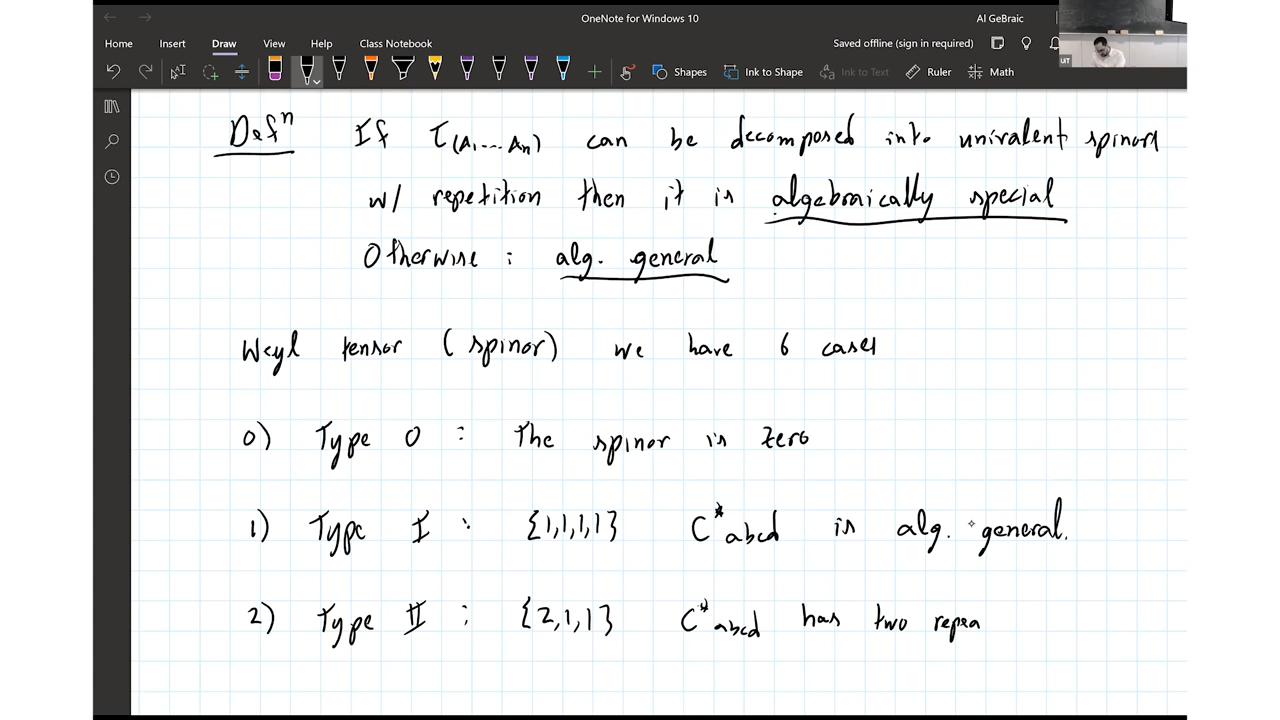 OneNote for Windows 10
Al GeBraic
Home Insert Draw View Help Class Notebook
Saved offline (sign in required)
Shapes Ink to Shape Ink to Text Ruler Math
UiT
Defⁿ If τ(A₁...Aₙ) can be decomposed into univalent spinors
w/ repetition then it is algebraically special
Otherwise : alg. general
Weyl tensor (spinor) we have 6 cases
0) Type O : The spinor is zero
1) Type I : {1,1,1,1} C*abcd is alg. general.
2) Type II : {2,1,1} C*abcd has two repea